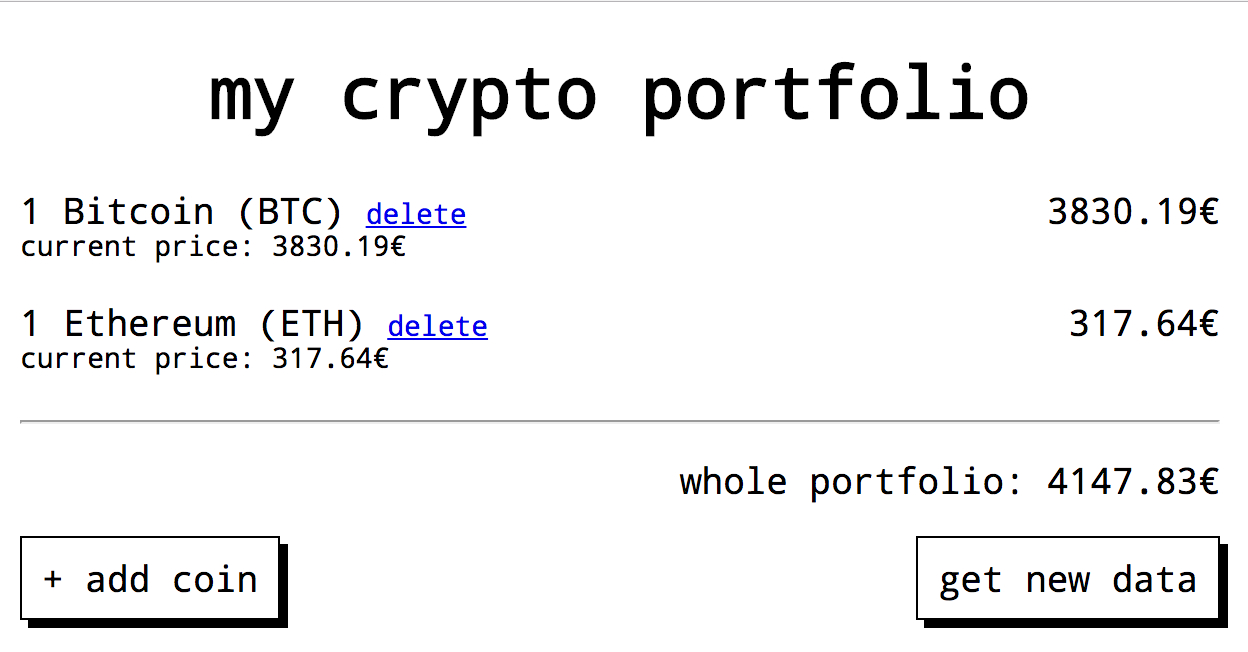 my crypto portfolio
1 Bitcoin (BTC) delete 3830.19€
current price: 3830.19€
1 Ethereum (ETH) delete 317.64€
current price: 317.64€
whole portfolio: 4147.83€
+ add coin get new data